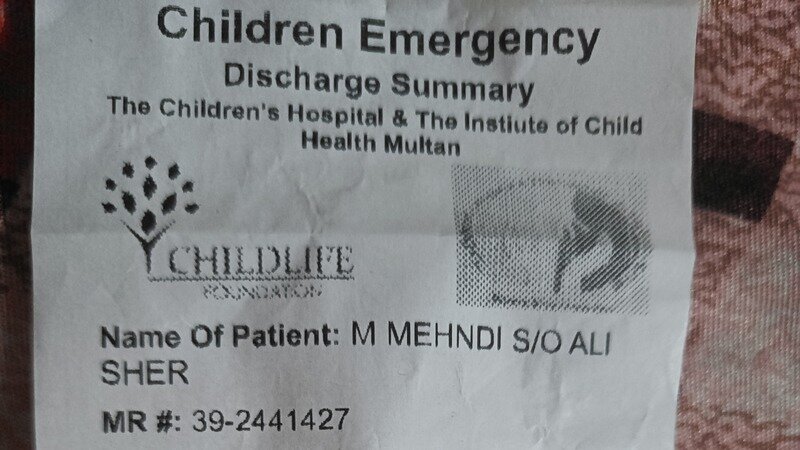 Children Emergency
Discharge Summary
The Children's Hospital & The Instiute of Child
Health Multan
CHILDLIFE
FOUNDATION
Name Of Patient: M MEHNDI S/O ALI
SHER
MR #: 39-2441427